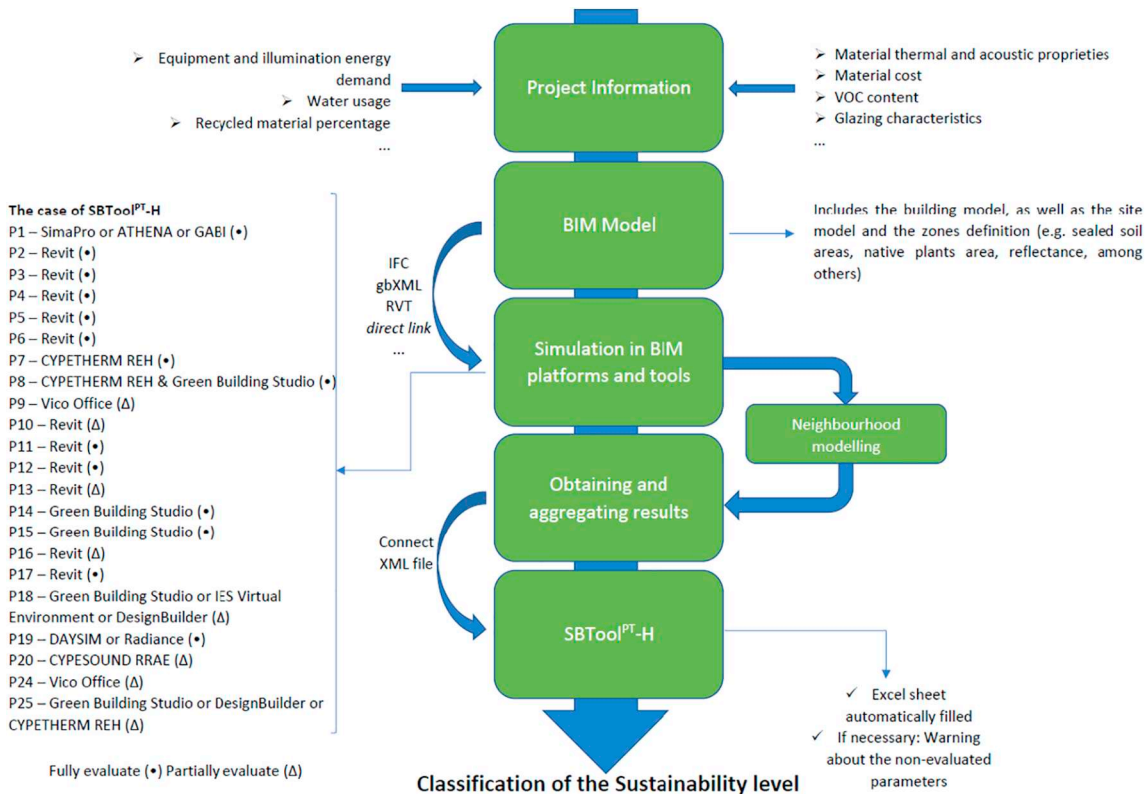 ➢ Equipment and illumination energy
demand
➢ Water usage
➢ Recycled material percentage
...
Project Information
➢ Material thermal and acoustic proprieties
➢ Material cost
➢ VOC content
➢ Glazing characteristics
...
BIM Model
Includes the building model, as well as the site
model and the zones definition (e.g. sealed soil
areas, native plants area, reflectance, among
others)
IFC
gbXML
RVT
direct link
...
The case of SBToolPT-H
P1 – SimaPro or ATHENA or GABI (•)
P2 – Revit (•)
P3 – Revit (•)
P4 – Revit (•)
P5 – Revit (•)
P6 – Revit (•)
P7 – CYPETHERM REH (•)
P8 – CYPETHERM REH & Green Building Studio (•)
P9 – Vico Office (Δ)
P10 – Revit (Δ)
P11 – Revit (•)
P12 – Revit (•)
P13 – Revit (Δ)
P14 – Green Building Studio (•)
P15 – Green Building Studio (•)
P16 – Revit (Δ)
P17 – Revit (•)
P18 – Green Building Studio or IES Virtual
Environment or DesignBuilder (Δ)
P19 – DAYSIM or Radiance (•)
P20 – CYPESOUND RRAE (Δ)
P24 – Vico Office (Δ)
P25 – Green Building Studio or DesignBuilder or
CYPETHERM REH (Δ)
Fully evaluate (•) Partially evaluate (Δ)
Simulation in BIM
platforms and tools
Neighbourhood
modelling
Obtaining and
aggregating results
Connect
XML file
SBToolPT-H
✓ Excel sheet
automatically filled
✓ If necessary: Warning
about the non-evaluated
parameters
Classification of the Sustainability level